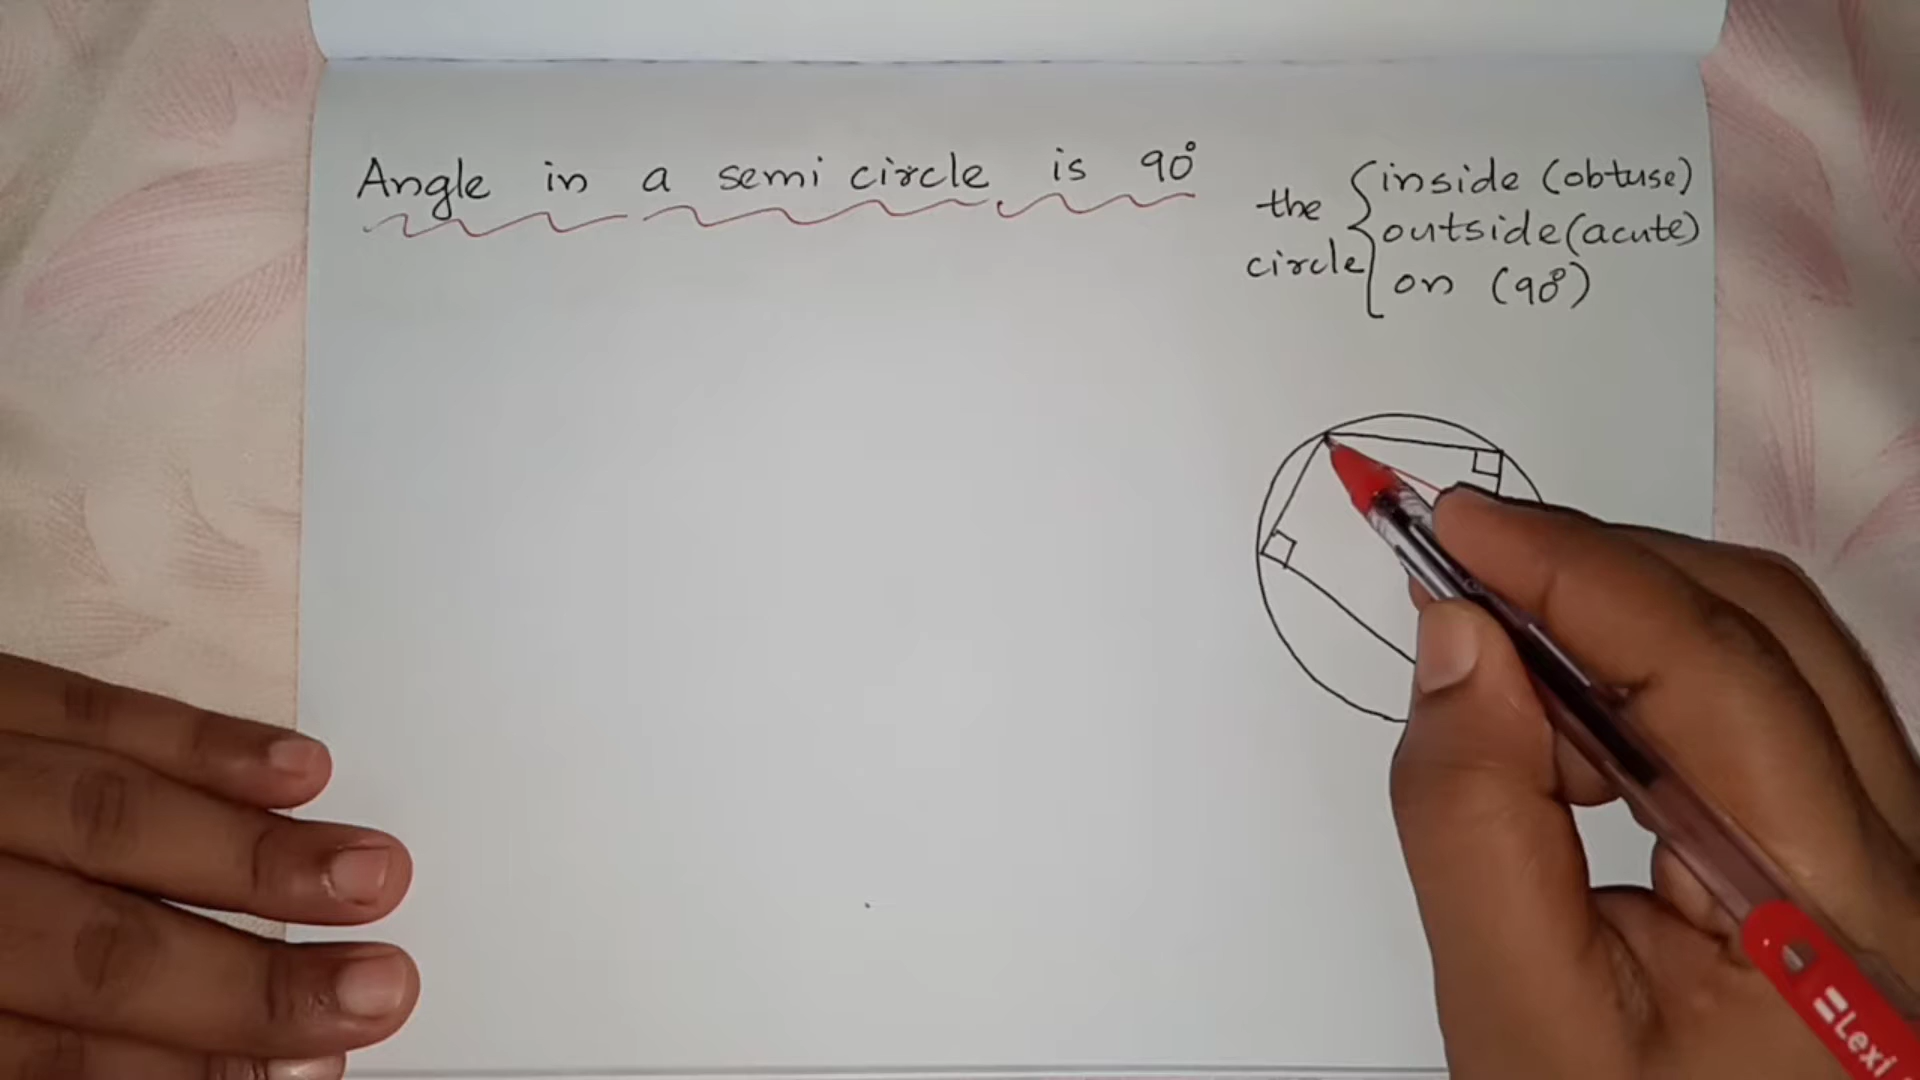 Angle in a semi circle is 90°
the circle { inside (obtuse)
outside (acute)
on (90°)
Lexi